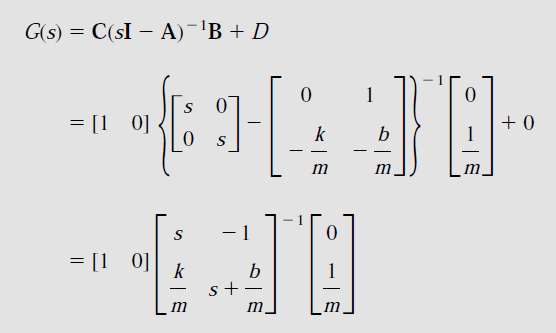 G(s) = C(sI − A)⁻¹B + D
= [1 0] { [s 0; 0 s] − [0 1; −k/m −b/m] }⁻¹ [0; 1/m] + 0
= [1 0] [s −1; k/m s + b/m]⁻¹ [0; 1/m]